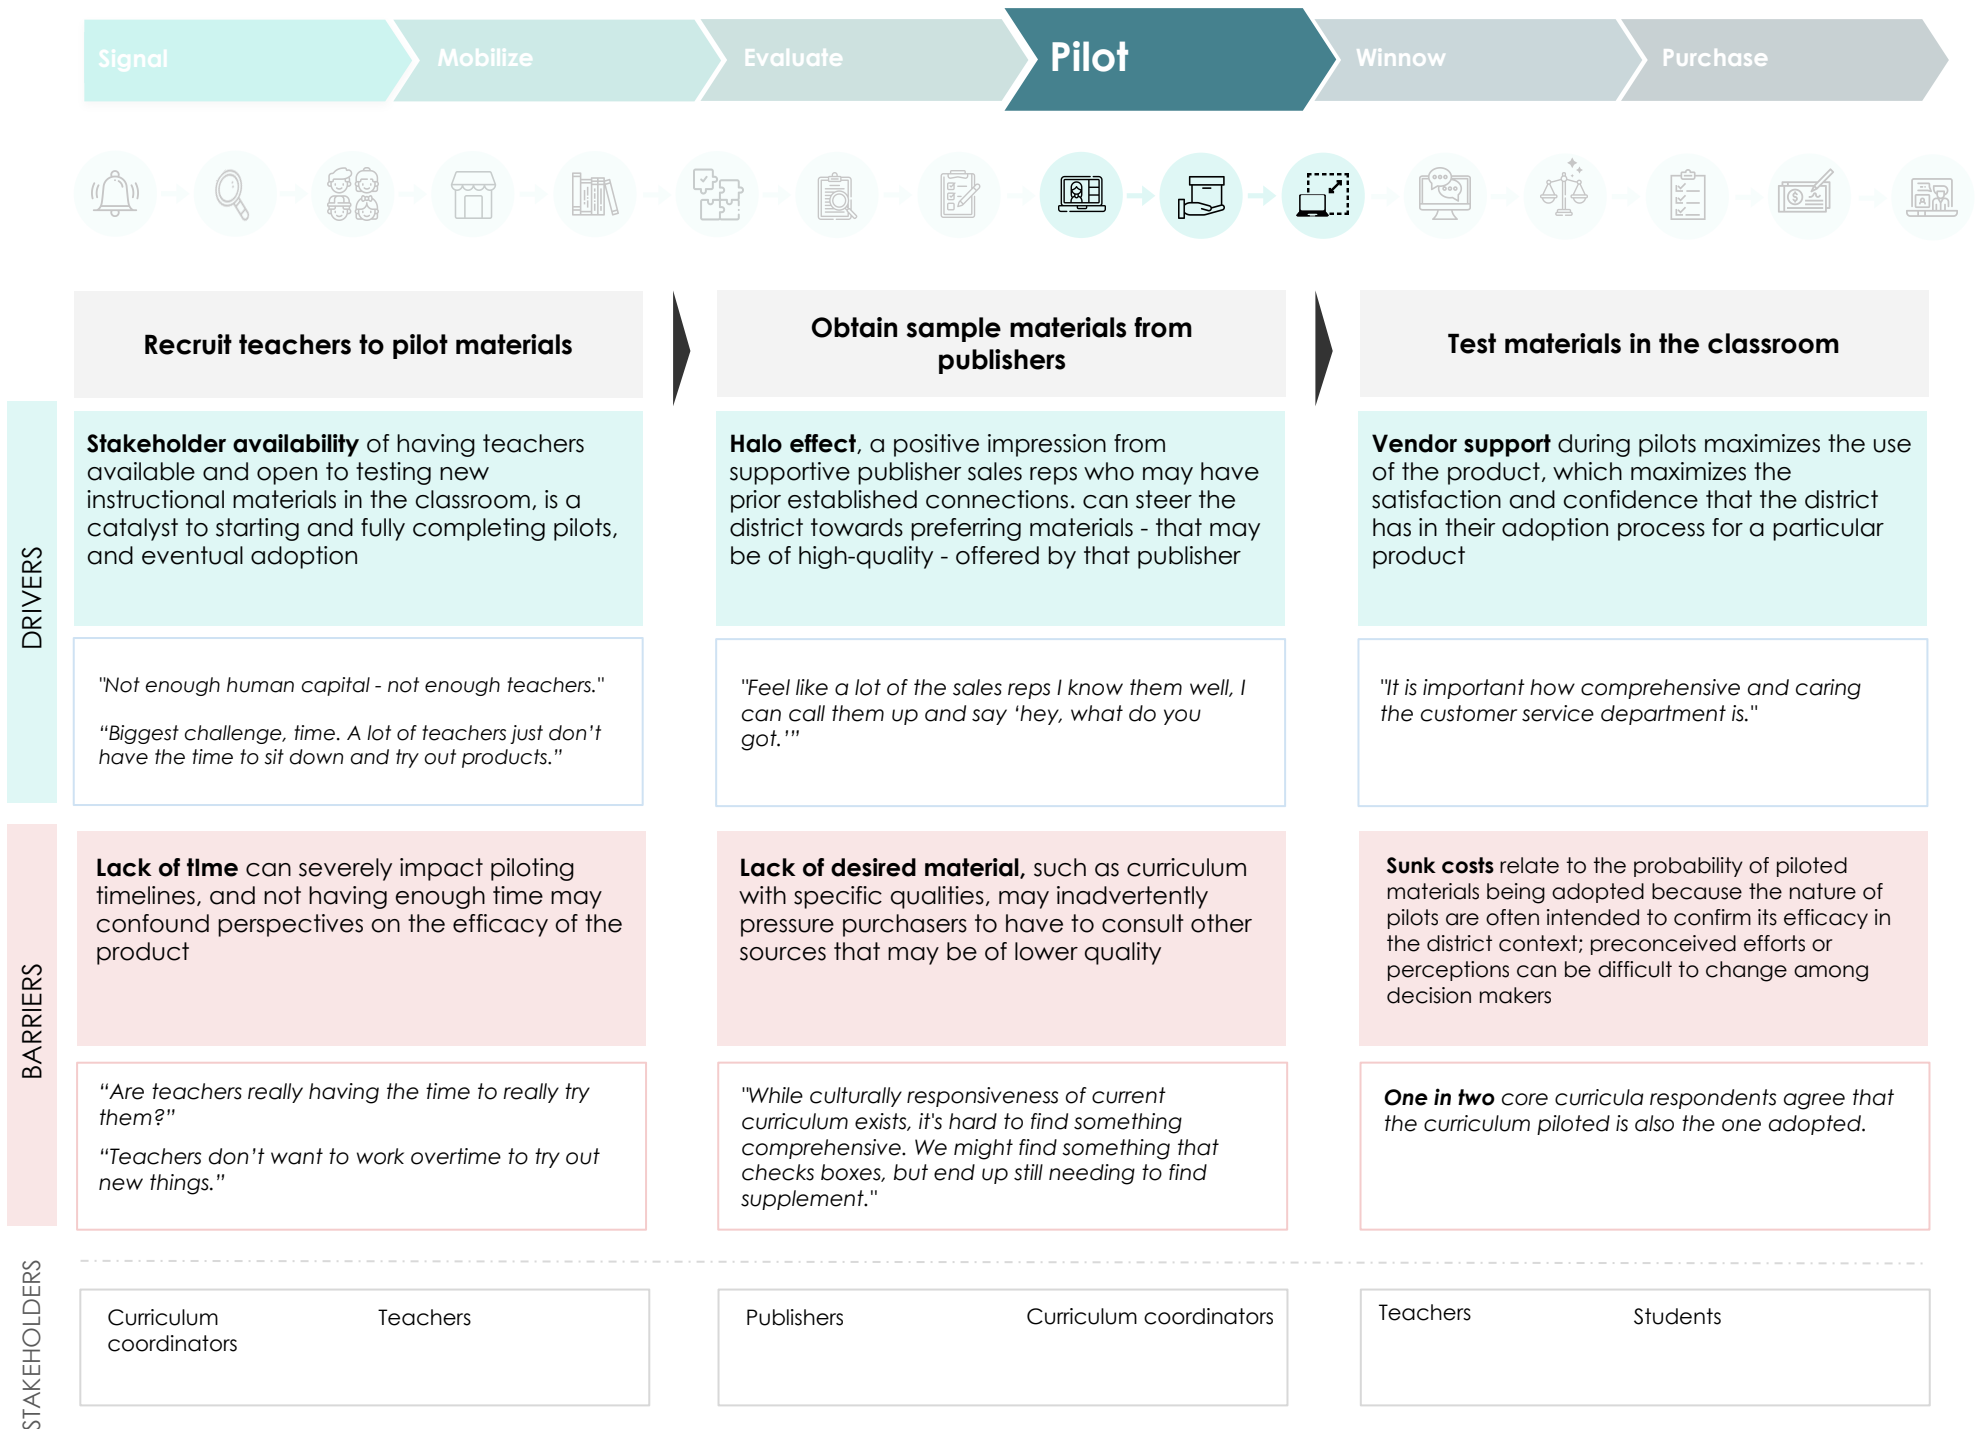 Signal
Mobilize
Evaluate
Pilot
Winnow
Purchase
Recruit teachers to pilot materials
Obtain sample materials from
publishers
Test materials in the classroom
DRIVERS
Stakeholder availability of having teachers
available and open to testing new
instructional materials in the classroom, is a
catalyst to starting and fully completing pilots,
and eventual adoption
Halo effect, a positive impression from
supportive publisher sales reps who may have
prior established connections. can steer the
district towards preferring materials - that may
be of high-quality - offered by that publisher
Vendor support during pilots maximizes the use
of the product, which maximizes the
satisfaction and confidence that the district
has in their adoption process for a particular
product
"Not enough human capital - not enough teachers."
“Biggest challenge, time. A lot of teachers just don’t
have the time to sit down and try out products.”
"Feel like a lot of the sales reps I know them well, I
can call them up and say ‘hey, what do you
got.’”
"It is important how comprehensive and caring
the customer service department is."
BARRIERS
Lack of tIme can severely impact piloting
timelines, and not having enough time may
confound perspectives on the efficacy of the
product
Lack of desired material, such as curriculum
with specific qualities, may inadvertently
pressure purchasers to have to consult other
sources that may be of lower quality
Sunk costs relate to the probability of piloted
materials being adopted because the nature of
pilots are often intended to confirm its efficacy in
the district context; preconceived efforts or
perceptions can be difficult to change among
decision makers
“Are teachers really having the time to really try
them?”
“Teachers don’t want to work overtime to try out
new things.”
"While culturally responsiveness of current
curriculum exists, it's hard to find something
comprehensive. We might find something that
checks boxes, but end up still needing to find
supplement."
One in two core curricula respondents agree that
the curriculum piloted is also the one adopted.
STAKEHOLDERS
Curriculum
coordinators
Teachers
Publishers
Curriculum coordinators
Teachers
Students